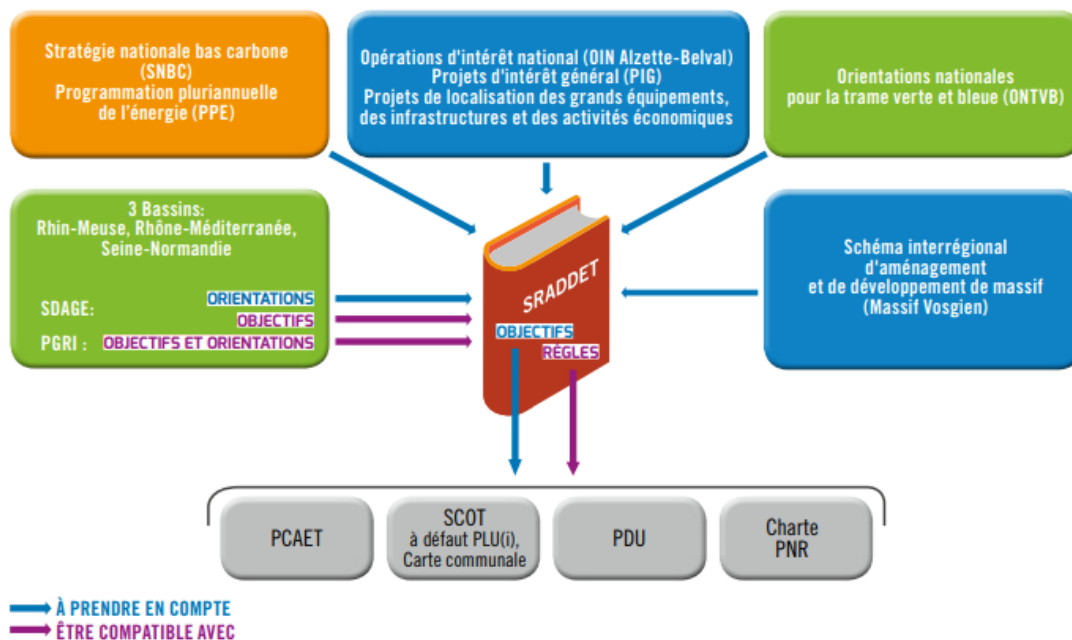 Stratégie nationale bas carbone
(SNBC)
Programmation pluriannuelle
de l'énergie (PPE)
Opérations d'intérêt national (OIN Alzette-Belval)
Projets d'intérêt général (PIG)
Projets de localisation des grands équipements,
des infrastructures et des activités économiques
Orientations nationales
pour la trame verte et bleue (ONTVB)
3 Bassins:
Rhin-Meuse, Rhône-Méditerranée,
Seine-Normandie
SDAGE:
ORIENTATIONS
OBJECTIFS
PGRI : OBJECTIFS ET ORIENTATIONS
SRADDET
OBJECTIFS
RÈGLES
Schéma interrégional
d'aménagement
et de développement de massif
(Massif Vosgien)
PCAET
SCOT
à défaut PLU(i),
Carte communale
PDU
Charte
PNR
À PRENDRE EN COMPTE
ÊTRE COMPATIBLE AVEC